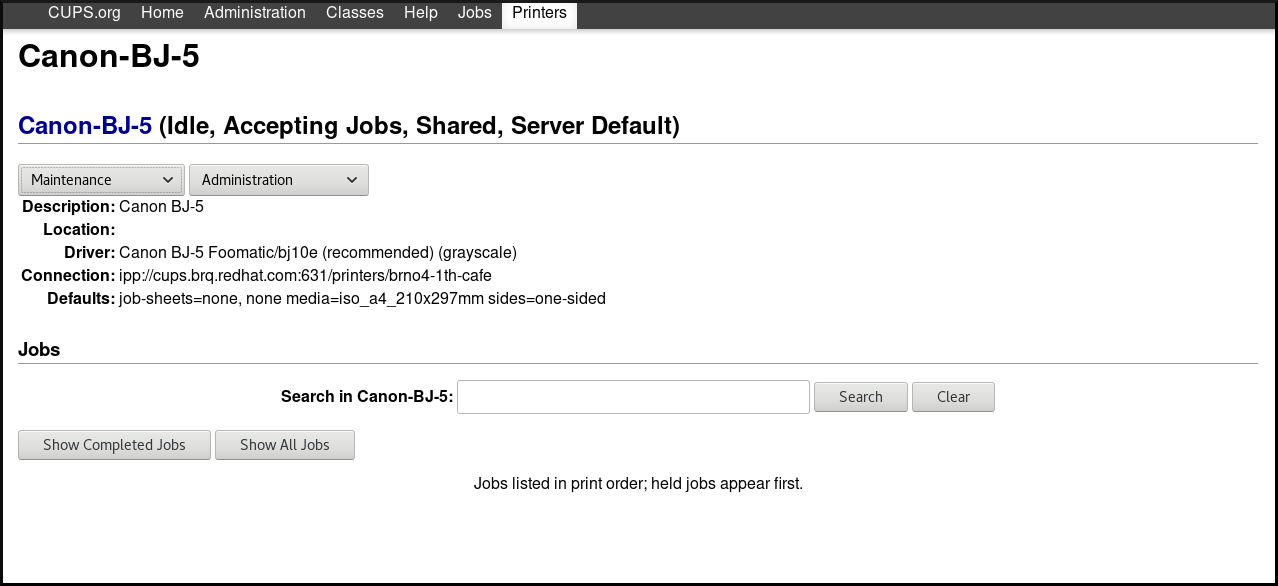 CUPS.org Home Administration Classes Help Jobs Printers
Canon-BJ-5
Canon-BJ-5 (Idle, Accepting Jobs, Shared, Server Default)
Maintenance Administration
Description: Canon BJ-5
Location:
Driver: Canon BJ-5 Foomatic/bj10e (recommended) (grayscale)
Connection: ipp://cups.brq.redhat.com:631/printers/brno4-1th-cafe
Defaults: job-sheets=none, none media=iso_a4_210x297mm sides=one-sided
Jobs
Search in Canon-BJ-5: Search Clear
Show Completed Jobs Show All Jobs
Jobs listed in print order; held jobs appear first.